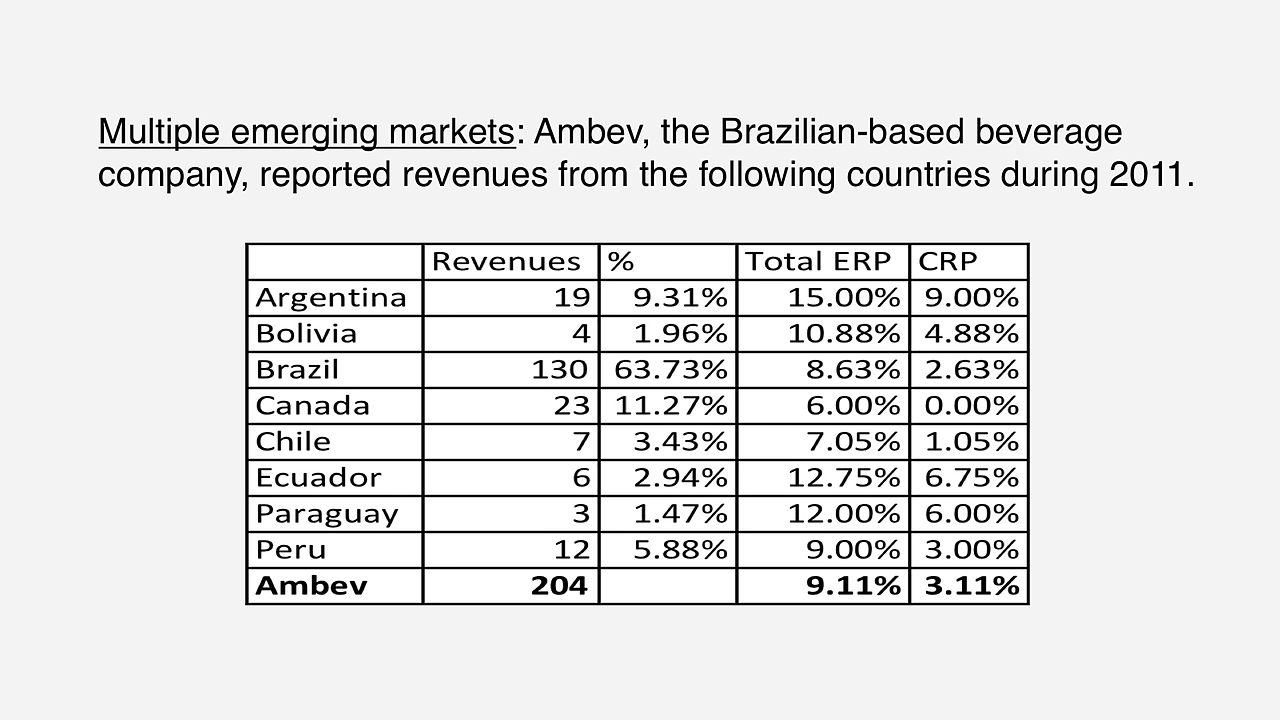 Multiple emerging markets: Ambev, the Brazilian-based beverage
company, reported revenues from the following countries during 2011.
Revenues % Total ERP CRP
Argentina 19 9.31% 15.00% 9.00%
Bolivia 4 1.96% 10.88% 4.88%
Brazil 130 63.73% 8.63% 2.63%
Canada 23 11.27% 6.00% 0.00%
Chile 7 3.43% 7.05% 1.05%
Ecuador 6 2.94% 12.75% 6.75%
Paraguay 3 1.47% 12.00% 6.00%
Peru 12 5.88% 9.00% 3.00%
Ambev 204 9.11% 3.11%